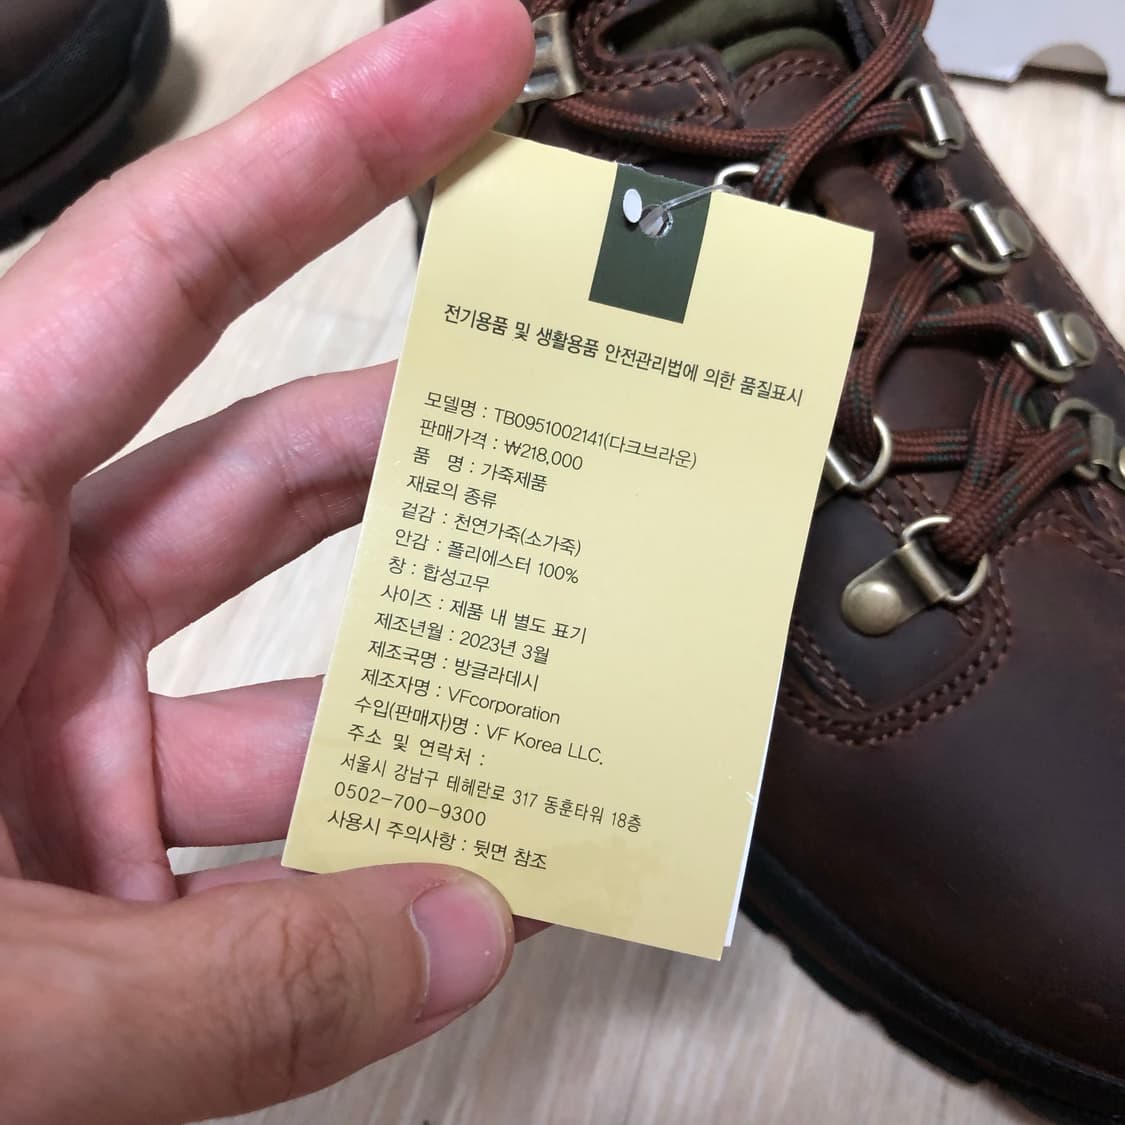 전기용품 및 생활용품 안전관리법에 의한 품질표시
모델명 : TB0951002141(다크브라운)
판매가격 : ₩218,000
품 명 : 가죽제품
재료의 종류
겉감 : 천연가죽(소가죽)
안감 : 폴리에스터 100%
창 : 합성고무
사이즈 : 제품 내 별도 표기
제조년월 : 2023년 3월
제조국명 : 방글라데시
제조자명 : VFcorporation
수입(판매자)명 : VF Korea LLC.
주소 및 연락처 :
서울시 강남구 테헤란로 317 동훈타워 18층
0502-700-9300
사용시 주의사항 : 뒷면 참조